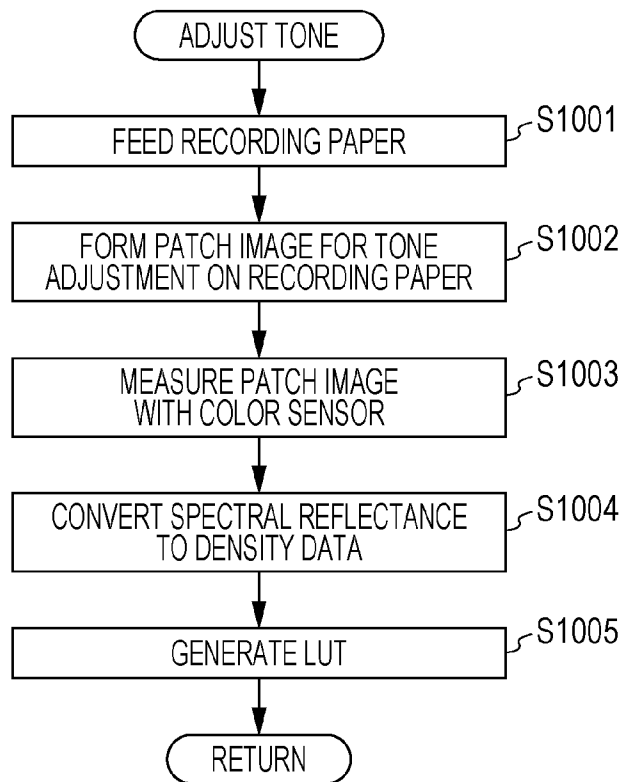 ADJUST TONE
FEED RECORDING PAPER
S1001
FORM PATCH IMAGE FOR TONE
ADJUSTMENT ON RECORDING PAPER
S1002
MEASURE PATCH IMAGE
WITH COLOR SENSOR
S1003
CONVERT SPECTRAL REFLECTANCE
TO DENSITY DATA
S1004
GENERATE LUT
S1005
RETURN